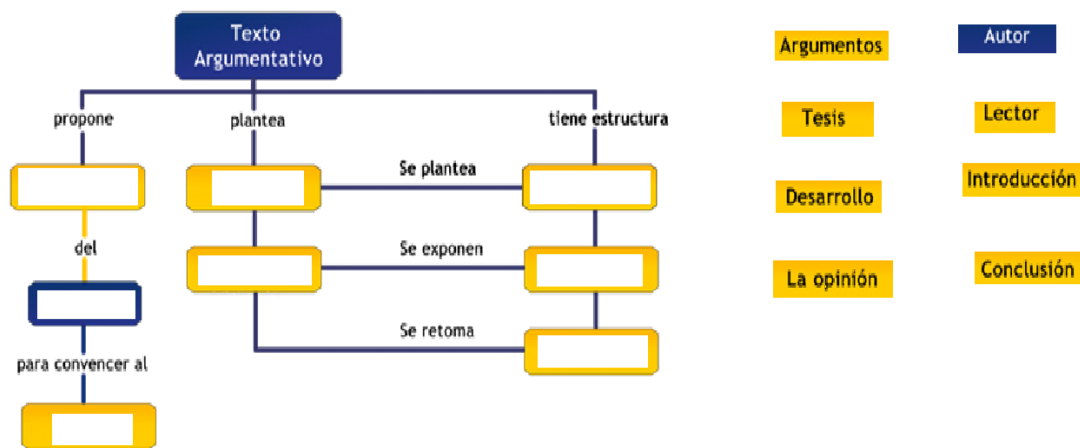 Texto
Argumentativo
propone
plantea
tiene estructura
Se plantea
del
Se exponen
Se retoma
para convencer al
Argumentos
Autor
Tesis
Lector
Desarrollo
Introducción
La opinión
Conclusión